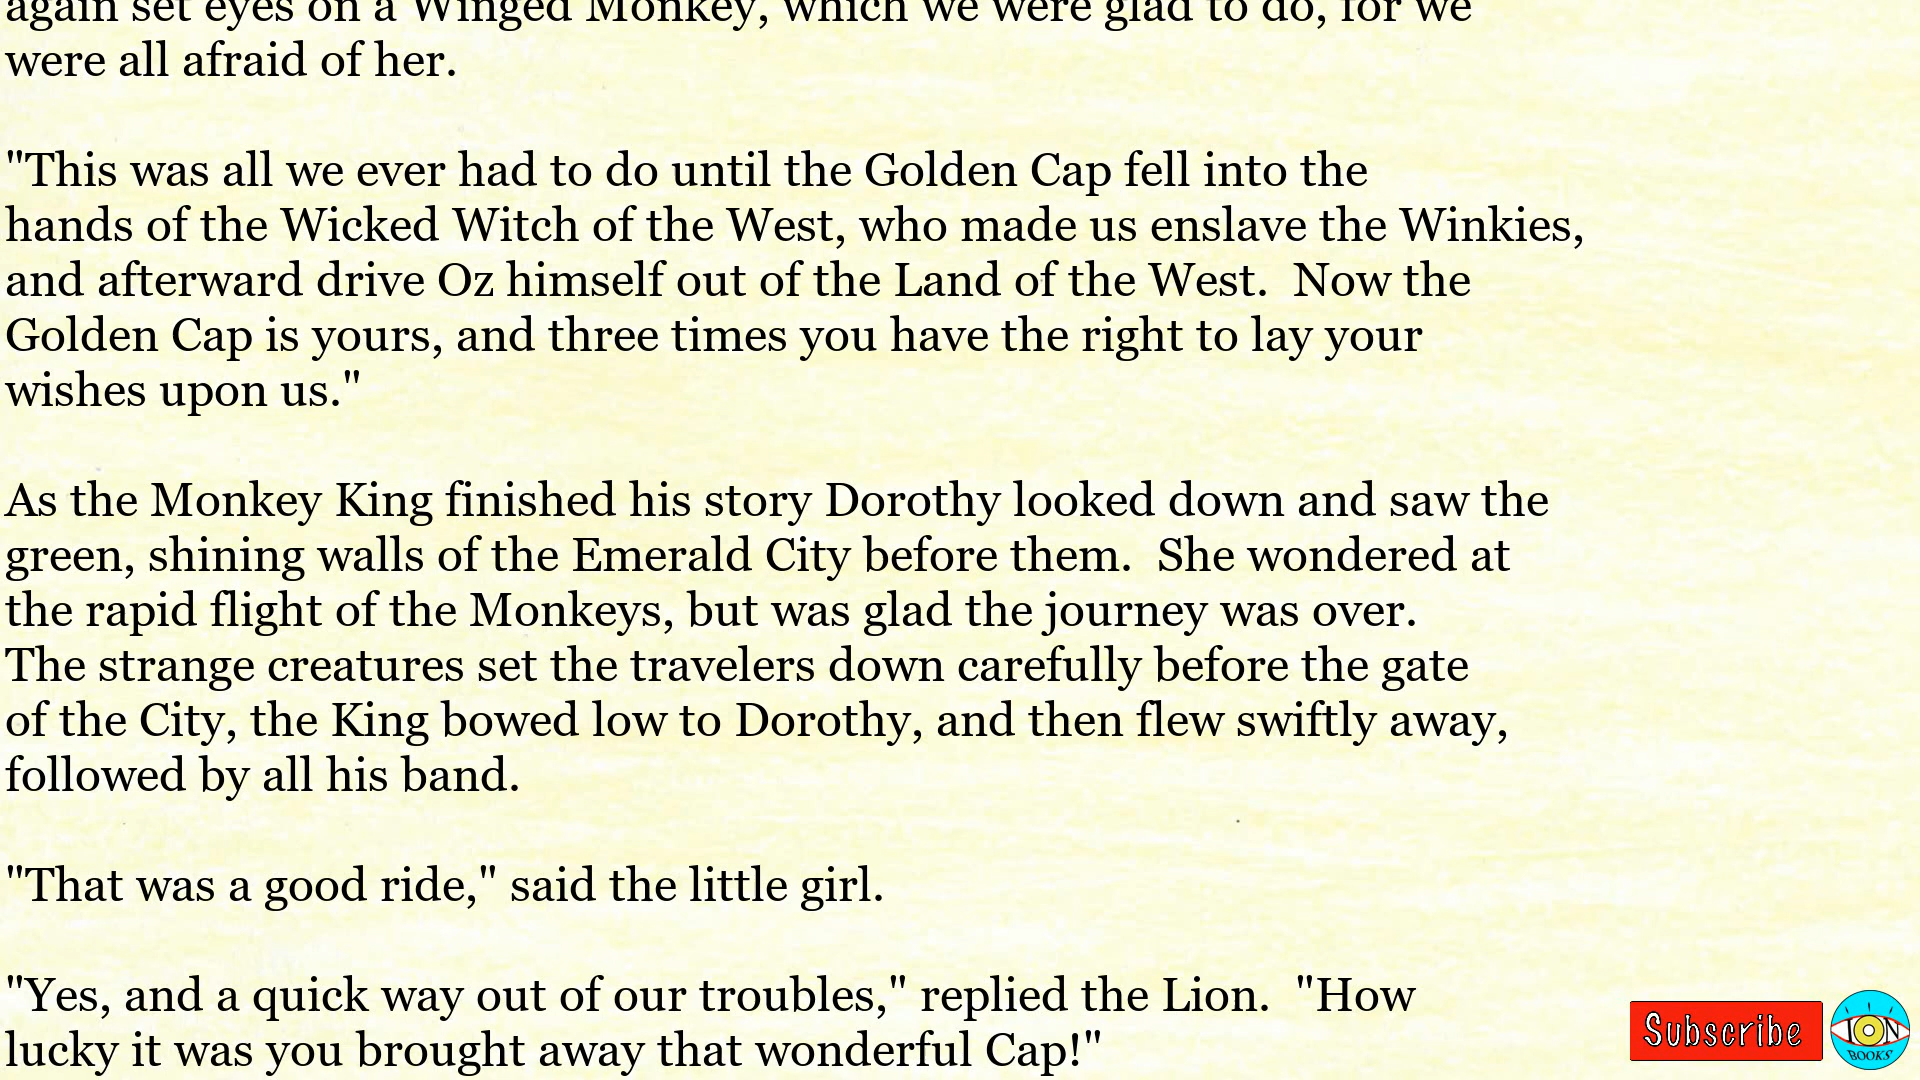 again set eyes on a Winged Monkey, which we were glad to do, for we
were all afraid of her.
"This was all we ever had to do until the Golden Cap fell into the
hands of the Wicked Witch of the West, who made us enslave the Winkies,
and afterward drive Oz himself out of the Land of the West.  Now the
Golden Cap is yours, and three times you have the right to lay your
wishes upon us."
As the Monkey King finished his story Dorothy looked down and saw the
green, shining walls of the Emerald City before them.  She wondered at
the rapid flight of the Monkeys, but was glad the journey was over.
The strange creatures set the travelers down carefully before the gate
of the City, the King bowed low to Dorothy, and then flew swiftly away,
followed by all his band.
"That was a good ride," said the little girl.
"Yes, and a quick way out of our troubles," replied the Lion.  "How
lucky it was you brought away that wonderful Cap!"
Subscribe
ION
BOOKS